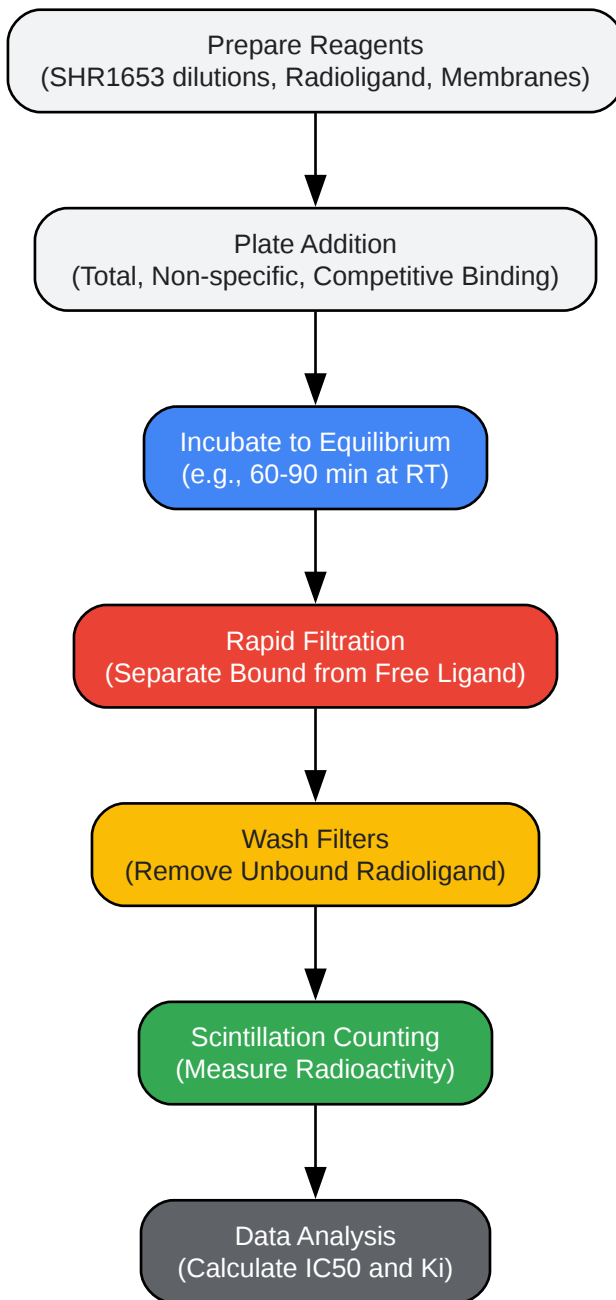 Prepare Reagents
(SHR1653 dilutions, Radioligand, Membranes)
Plate Addition
(Total, Non-specific, Competitive Binding)
Incubate to Equilibrium
(e.g., 60-90 min at RT)
Rapid Filtration
(Separate Bound from Free Ligand)
Wash Filters
(Remove Unbound Radioligand)
Scintillation Counting
(Measure Radioactivity)
Data Analysis
(Calculate IC50 and Ki)